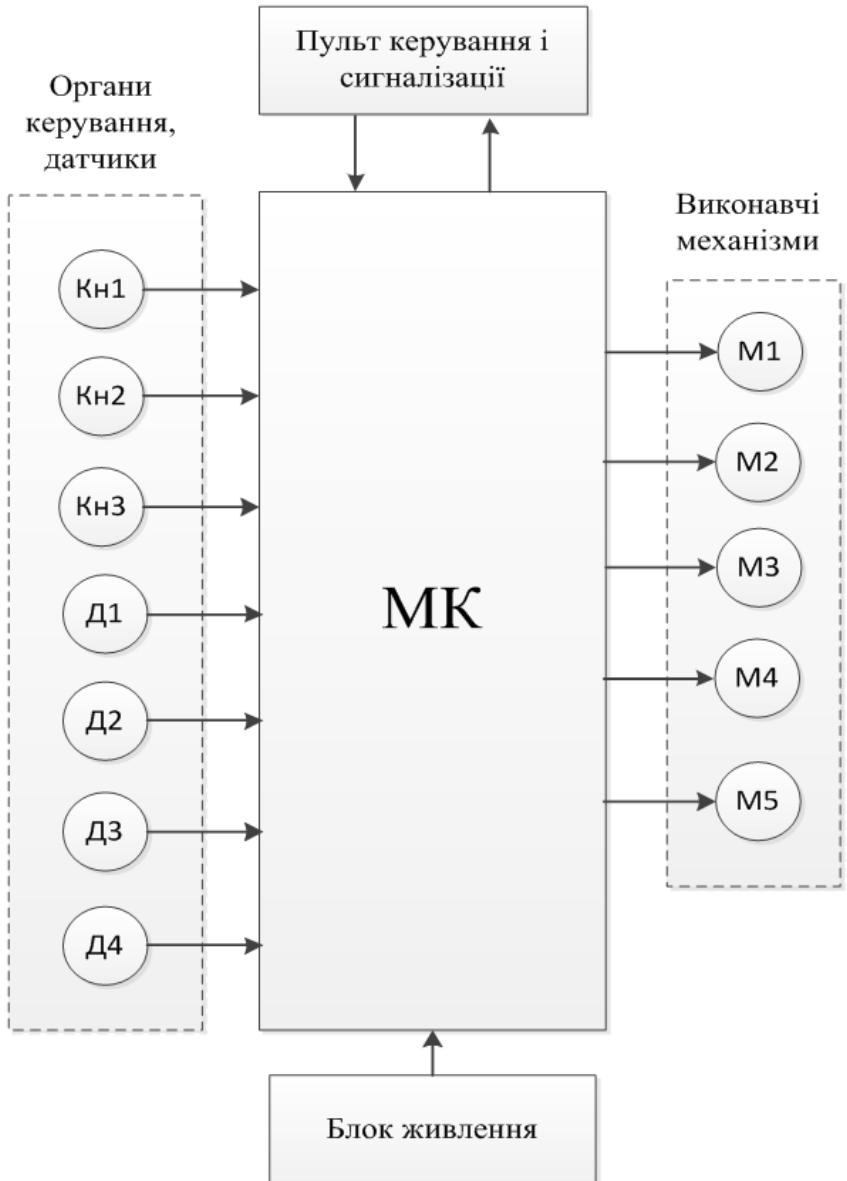 Пульт керування і
сигналізації
Органи
керування,
датчики
Виконавчі
механізми
Кн1
Кн2
Кн3
Д1
Д2
Д3
Д4
МК
М1
М2
М3
М4
М5
Блок живлення